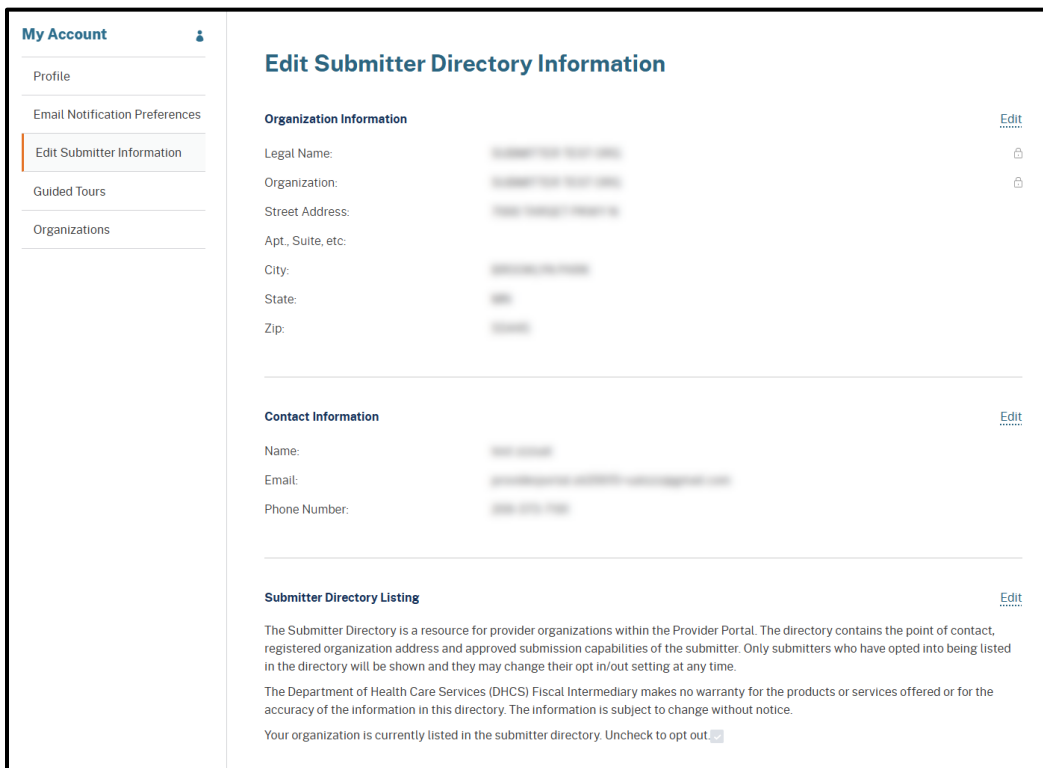 My Account
Profile
Email Notification Preferences
Edit Submitter Information
Guided Tours
Organizations
Edit Submitter Directory Information
Organization Information Edit
Legal Name:
Organization:
Street Address:
Apt., Suite, etc:
City:
State:
Zip:
Contact Information Edit
Name:
Email:
Phone Number:
Submitter Directory Listing Edit
The Submitter Directory is a resource for provider organizations within the Provider Portal. The directory contains the point of contact,
registered organization address and approved submission capabilities of the submitter. Only submitters who have opted into being listed
in the directory will be shown and they may change their opt in/out setting at any time.
The Department of Health Care Services (DHCS) Fiscal Intermediary makes no warranty for the products or services offered or for the
accuracy of the information in this directory. The information is subject to change without notice.
Your organization is currently listed in the submitter directory. Uncheck to opt out.